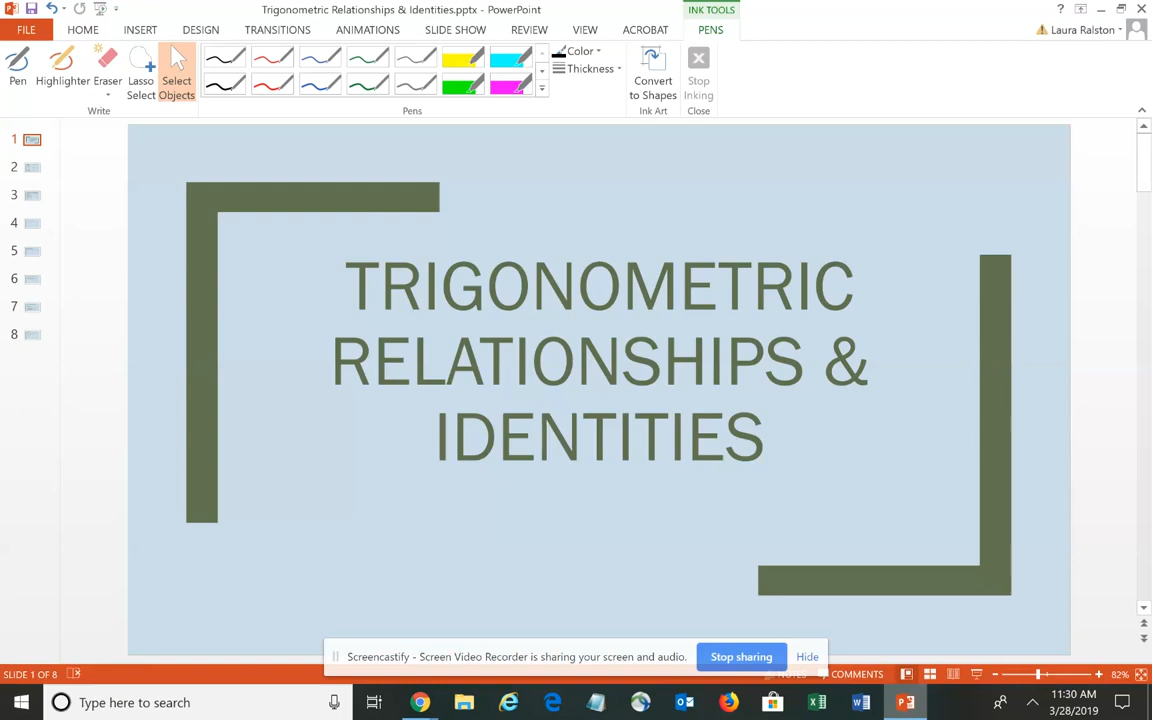 Trigonometric Relationships & Identities.pptx - PowerPoint
INK TOOLS
FILE HOME INSERT DESIGN TRANSITIONS ANIMATIONS SLIDE SHOW REVIEW VIEW ACROBAT PENS
Laura Ralston
Pen Highlighter Eraser Lasso Select Select Objects
Color
Thickness
Convert to Shapes
Stop Inking
Write Pens Ink Art Close
1
2
3
4
5
6
7
8
TRIGONOMETRIC
RELATIONSHIPS &
IDENTITIES
Screencastify - Screen Video Recorder is sharing your screen and audio. Stop sharing Hide
SLIDE 1 OF 8 NOTES COMMENTS 82%
Type here to search
11:30 AM
3/28/2019